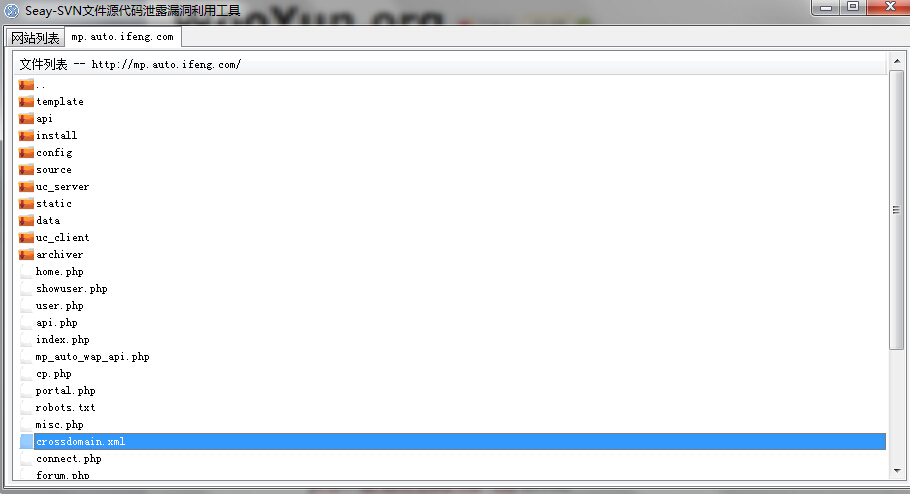 wooYun.org
Seay-SVN文件源代码泄露漏洞利用工具
网站列表 mp.auto.ifeng.com
文件列表 -- http://mp.auto.ifeng.com/
..
template
api
install
config
source
uc_server
static
data
uc_client
archiver
home.php
showuser.php
user.php
api.php
index.php
mp_auto_wap_api.php
cp.php
portal.php
robots.txt
misc.php
crossdomain.xml
connect.php
forum.php